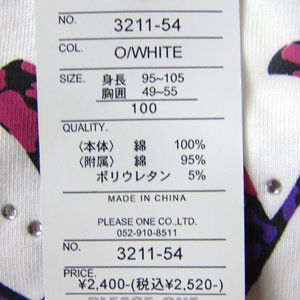 NO. 3211-54
COL. O/WHITE
SIZE. 身長 95~105
胸囲 49~55
100
QUALITY.
〈本体〉 綿 100%
〈附属〉 綿 95%
ポリウレタン 5%
MADE IN CHINA
PLEASE ONE CO.,LTD.
052-910-8511
NO. 3211-54
PRICE.
¥2,400-(税込¥2,520-)
PLEASE ONE